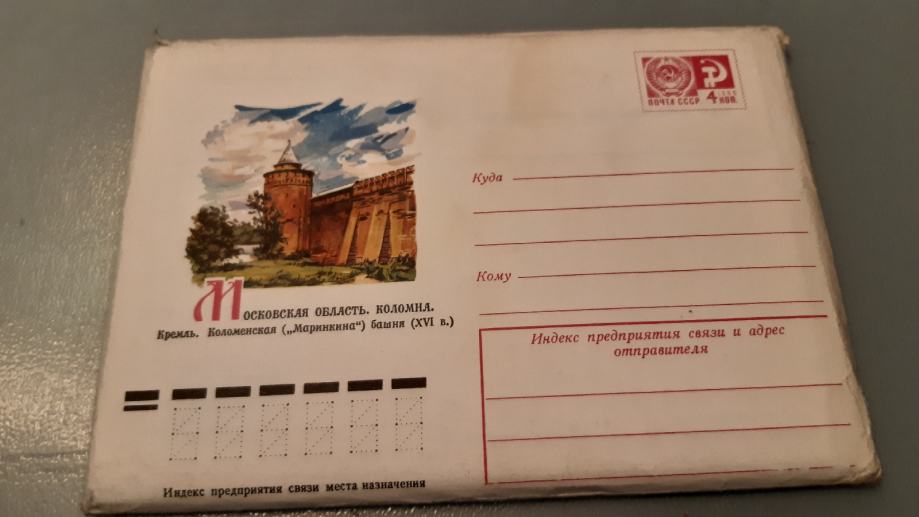 ПОЧТА СССР 4 КОП.
Куда
Кому
МОСКОВСКАЯ ОБЛАСТЬ. КОЛОМНА.
Кремль. Коломенская („Маринкина“) башня (XVI в.)
Индекс предприятия связи и адрес
отправителя
Индекс предприятия связи места назначения